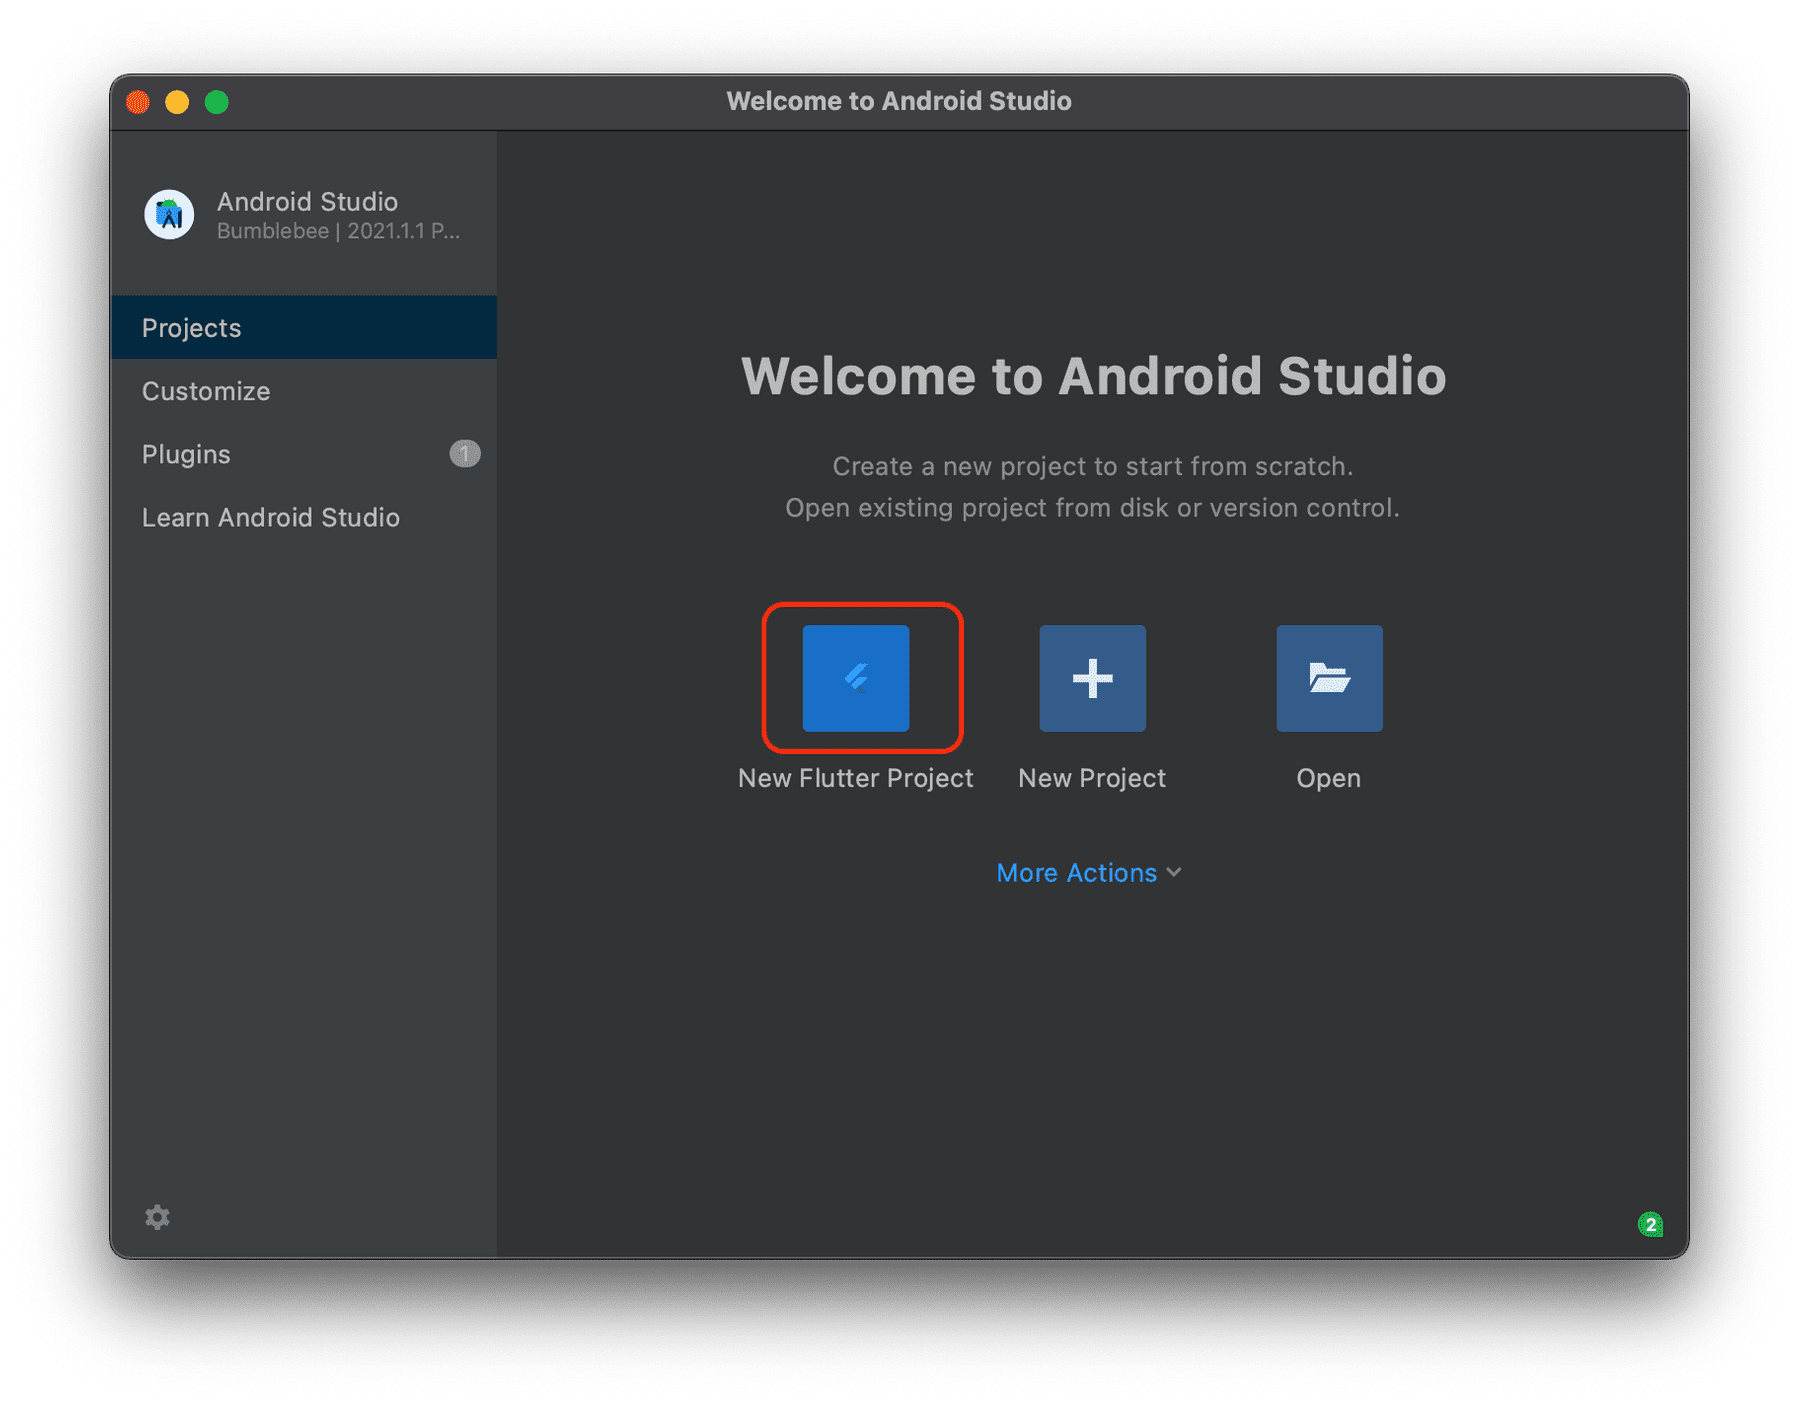 Welcome to Android Studio
Android Studio
Bumblebee | 2021.1.1 P...
Projects
Customize
Plugins 1
Learn Android Studio
Welcome to Android Studio
Create a new project to start from scratch.
Open existing project from disk or version control.
New Flutter Project
New Project
Open
More Actions
2